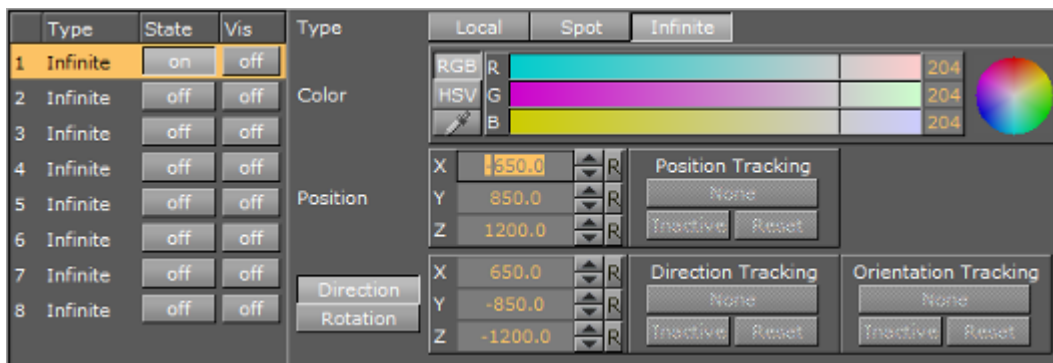 Type State Vis Type Local Spot Infinite
1 Infinite on off RGB R 204
2 Infinite off off Color HSV G 204
3 Infinite off off B 204
4 Infinite off off X -650.0 R Position Tracking
5 Infinite off off Position Y 850.0 R None
6 Infinite off off Z 1200.0 R Inactive Reset
7 Infinite off off Direction X 650.0 R Direction Tracking Orientation Tracking
8 Infinite off off Rotation Y -850.0 R None None
Z -1200.0 R Inactive Reset Inactive Reset